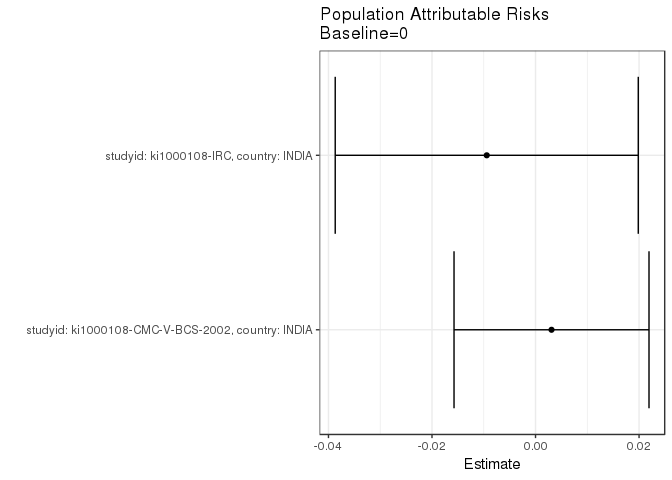 Population Attributable Risks
Baseline=0
studyid: ki1000108-IRC, country: INDIA
studyid: ki1000108-CMC-V-BCS-2002, country: INDIA
-0.04 -0.02 0.00 0.02
Estimate